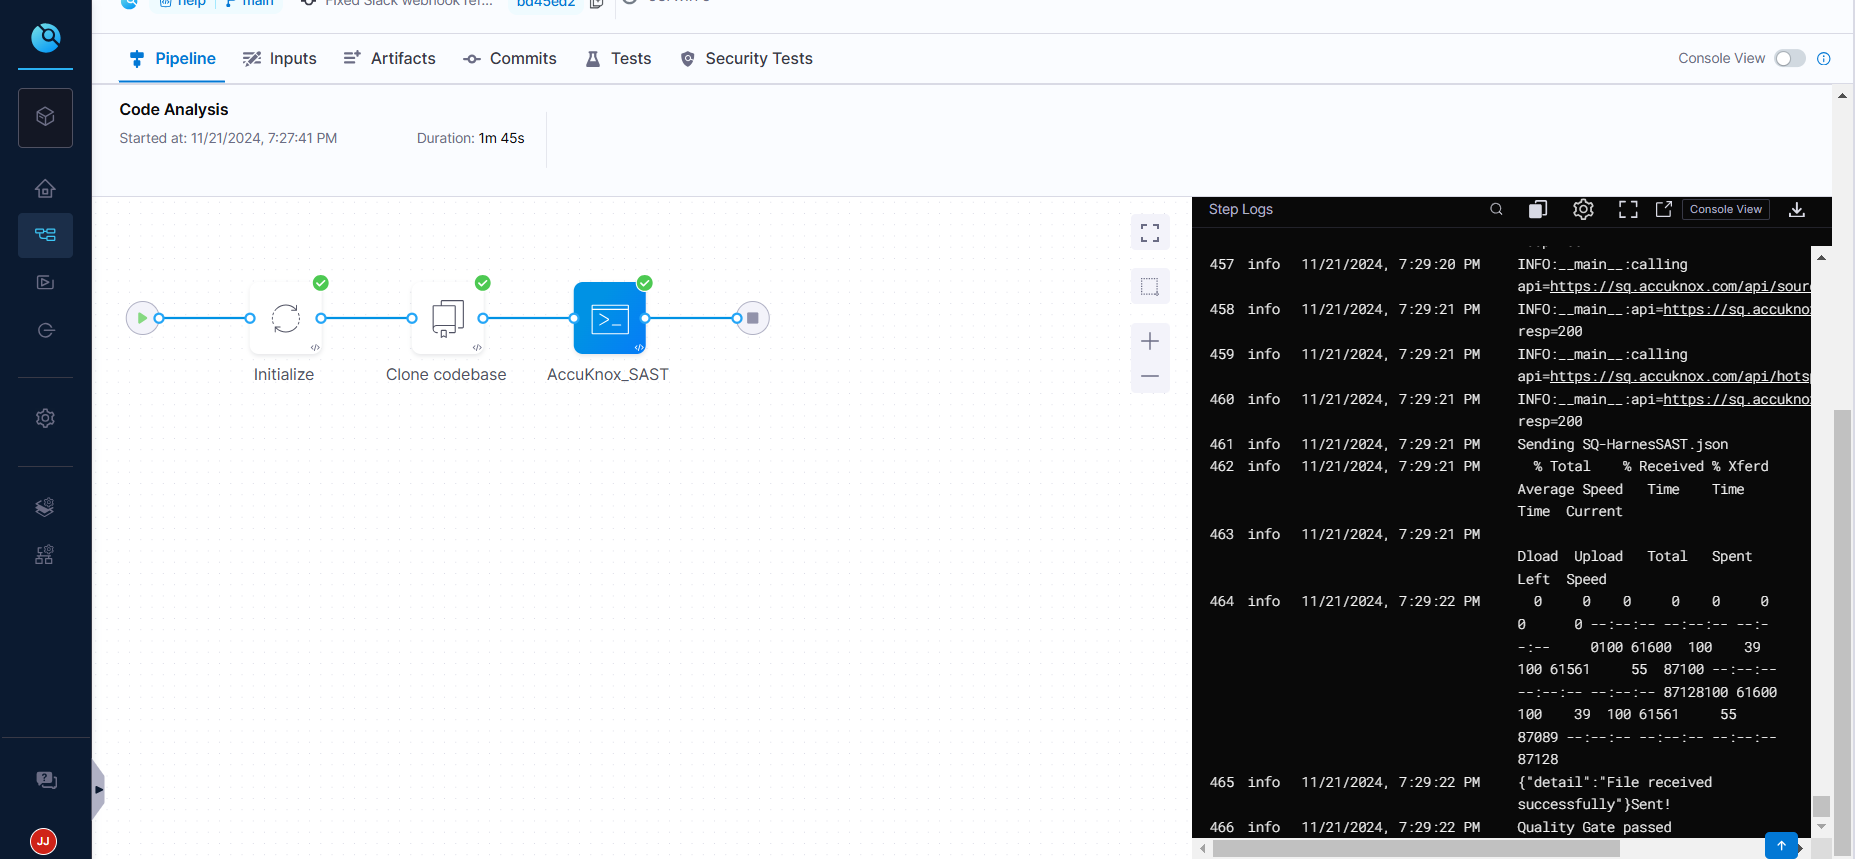 help
main
Fixed Slack webhook ref...
bd45ed2
Pipeline
Inputs
Artifacts
Commits
Tests
Security Tests
Console View
Code Analysis
Started at: 11/21/2024, 7:27:41 PM
Duration: 1m 45s
Initialize
Clone codebase
AccuKnox_SAST
JJ
Step Logs
Console View
457 info 11/21/2024, 7:29:20 PM INFO:__main__:calling
api=https://sq.accuknox.com/api/sour
458 info 11/21/2024, 7:29:21 PM INFO:__main__:api=https://sq.accukno
resp=200
459 info 11/21/2024, 7:29:21 PM INFO:__main__:calling
api=https://sq.accuknox.com/api/hots
460 info 11/21/2024, 7:29:21 PM INFO:__main__:api=https://sq.accukno
resp=200
461 info 11/21/2024, 7:29:21 PM Sending SQ-HarnesSAST.json
462 info 11/21/2024, 7:29:21 PM % Total % Received % Xferd
Average Speed Time Time
Time Current
463 info 11/21/2024, 7:29:21 PM
Dload Upload Total Spent
Left Speed
464 info 11/21/2024, 7:29:22 PM 0 0 0 0 0 0
0 0 --:--:-- --:--:-- --:-
-:-- 0100 61600 100 39
100 61561 55 87100 --:--:--
--:--:-- --:--:-- 87128100 61600
100 39 100 61561 55
87089 --:--:-- --:--:-- --:--:--
87128
465 info 11/21/2024, 7:29:22 PM {"detail":"File received
successfully"}Sent!
466 info 11/21/2024, 7:29:22 PM Quality Gate passed